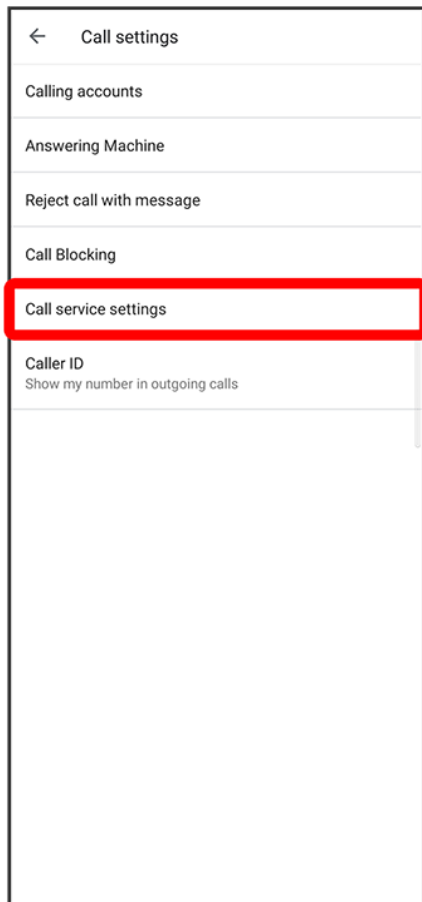 Call settings
Calling accounts
Answering Machine
Reject call with message
Call Blocking
Call service settings
Caller ID
Show my number in outgoing calls